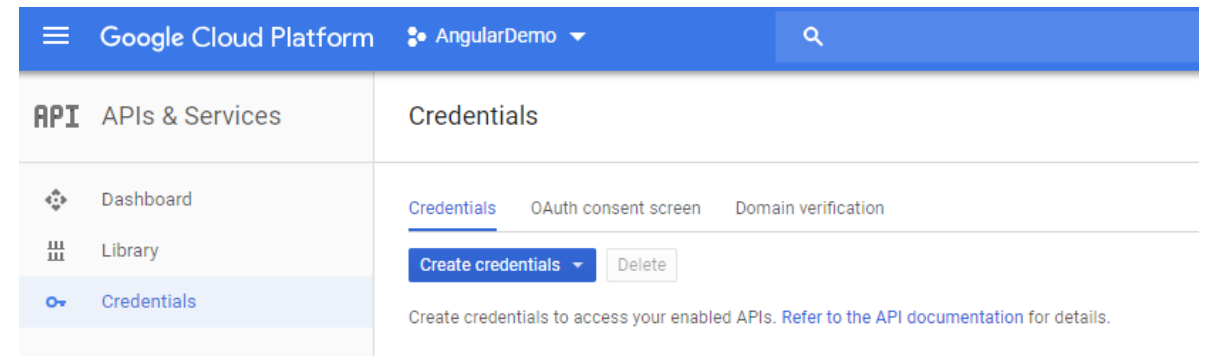 Google Cloud Platform AngularDemo
API APIs & Services
Credentials
Dashboard
Library
Credentials
Credentials OAuth consent screen Domain verification
Create credentials Delete
Create credentials to access your enabled APIs. Refer to the API documentation for details.